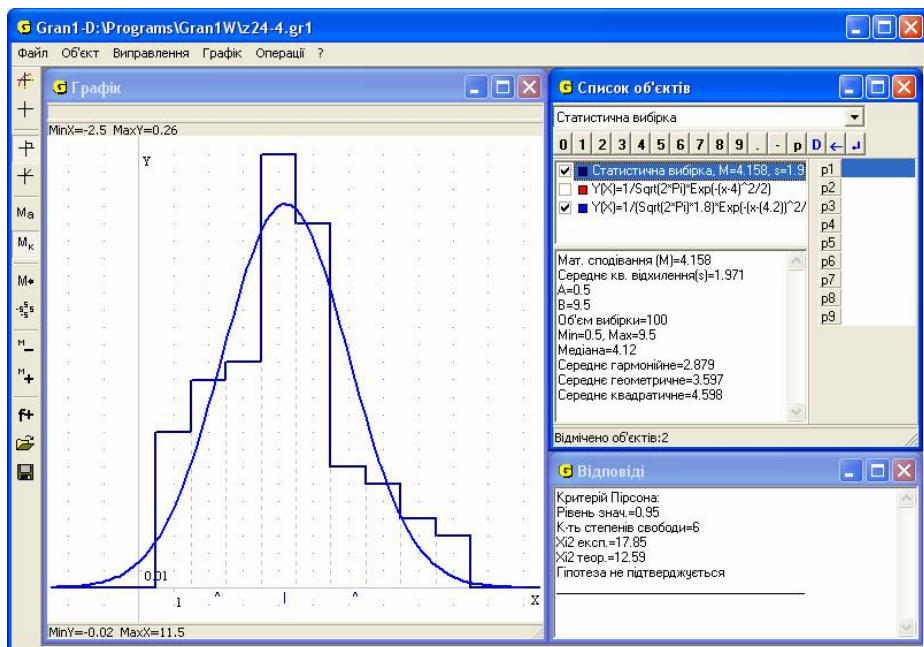 Gran1-D:\Programs\Gran1W\z24-4.gr1
Файл Об'єкт Виправлення Графік Операції ?
Графік
MinX=-2.5 MaxY=0.26
Y
0.01
1
X
MinY=-0.02 MaxX=11.5
Mа
Mк
M
-s s s
M
M
f+
Список об'єктів
Статистична вибірка
0 1 2 3 4 5 6 7 8 9 . - p D ← ↲
Статистична вибірка, M=4.158, s=1.9
Y(X)=1/Sqrt(2*Pi)*Exp(-(x-4)^2/2)
Y(X)=1/(Sqrt(2*Pi)*1.8)*Exp(-(x-(4.2))^2/
p1
p2
p3
p4
p5
p6
p7
p8
p9
Мат. сподівання (M)=4.158
Середнє кв. відхилення(s)=1.971
A=0.5
B=9.5
Об'єм вибірки=100
Min=0.5, Max=9.5
Медіана=4.12
Середнє гармонійне=2.879
Середнє геометричне=3.597
Середнє квадратичне=4.598
Відмічено об'єктів:2
Відповіді
Критерій Пірсона:
Рівень знач.=0.95
К-ть степенів свободи=6
Xi2 експ.=17.85
Xi2 теор.=12.59
Гіпотеза не підтверджується